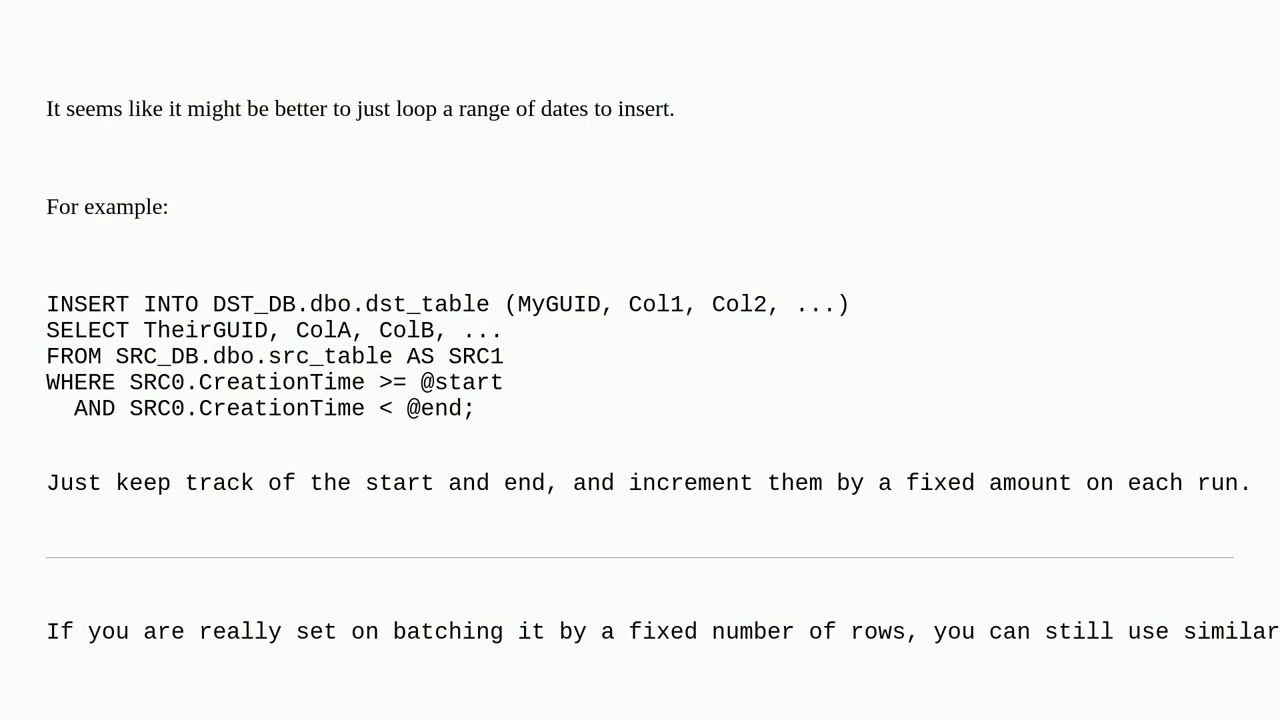 It seems like it might be better to just loop a range of dates to insert.
For example:
INSERT INTO DST_DB.dbo.dst_table (MyGUID, Col1, Col2, ...)
SELECT TheirGUID, ColA, ColB, ...
FROM SRC_DB.dbo.src_table AS SRC1
WHERE SRC0.CreationTime >= @start
  AND SRC0.CreationTime < @end;
Just keep track of the start and end, and increment them by a fixed amount on each run.
If you are really set on batching it by a fixed number of rows, you can still use similar